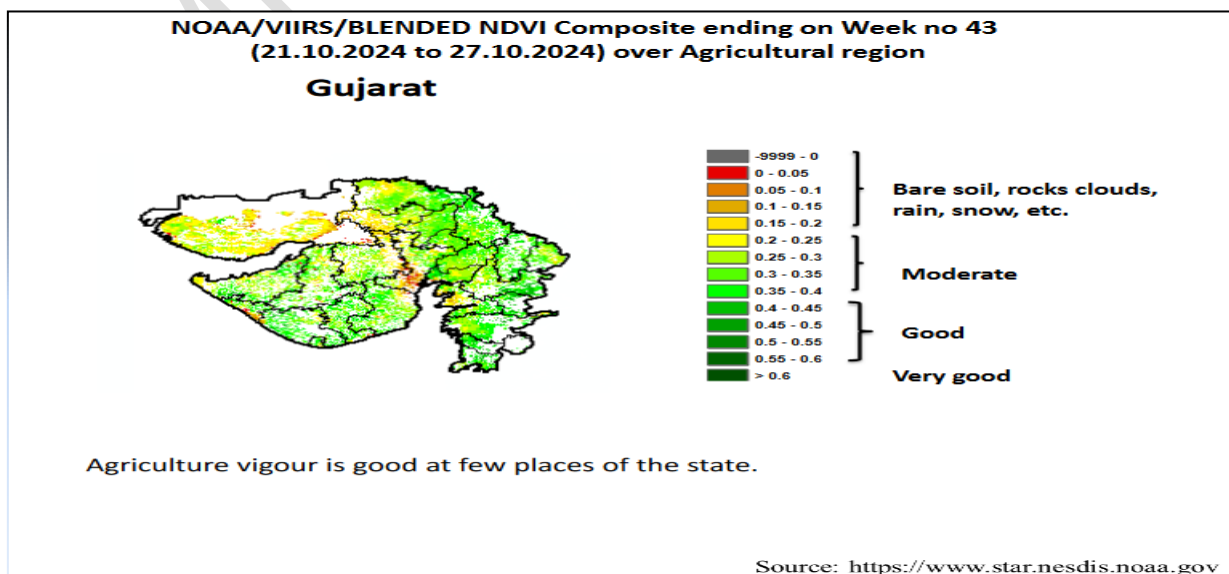 NOAA/VIIRS/BLENDED NDVI Composite ending on Week no 43
(21.10.2024 to 27.10.2024) over Agricultural region
Gujarat
-9999 - 0
0 - 0.05
0.05 - 0.1
0.1 - 0.15
0.15 - 0.2
0.2 - 0.25
0.25 - 0.3
0.3 - 0.35
0.35 - 0.4
0.4 - 0.45
0.45 - 0.5
0.5 - 0.55
0.55 - 0.6
> 0.6
Bare soil, rocks clouds,
rain, snow, etc.
Moderate
Good
Very good
Agriculture vigour is good at few places of the state.
Source: https://www.star.nesdis.noaa.gov